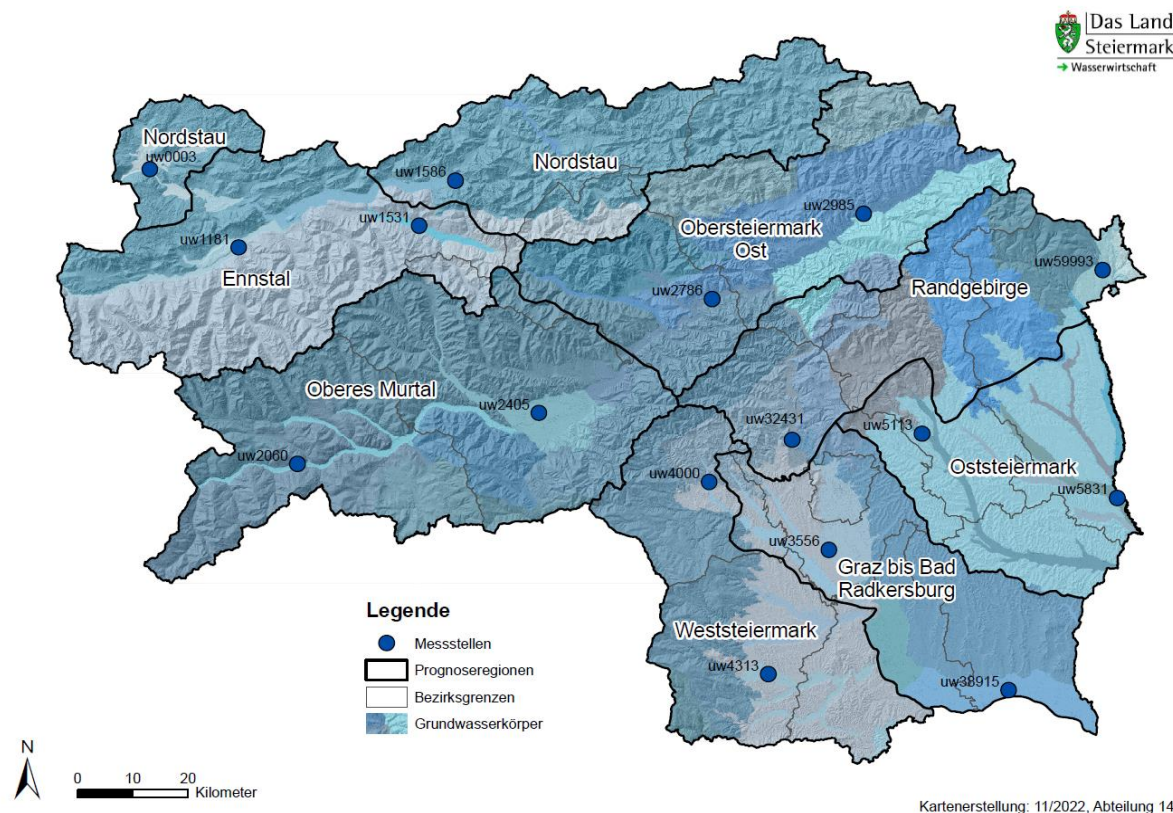 Das Land
Steiermark
→ Wasserwirtschaft
Nordstau
uw0003
uw1586
Nordstau
uw2985
uw1531
Obersteiermark
Ost
uw1181
Ennstal
uw59993
uw2786
Randgebirge
Oberes Murtal
uw2405
uw32431
uw5113
uw2060
uw4000
Oststeiermark
uw5831
uw3556
Graz bis Bad
Radkersburg
Weststeiermark
uw4313
uw38915
Legende
Messstellen
Prognoseregionen
Bezirksgrenzen
Grundwasserkörper
N
0 10 20
Kilometer
Kartenerstellung: 11/2022, Abteilung 14